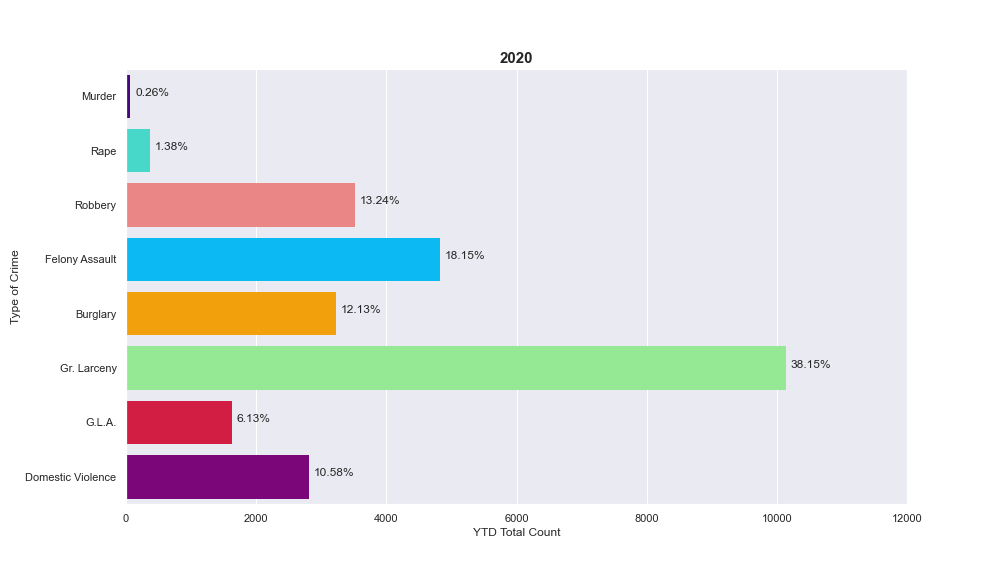 2020
Murder
0.26%
Rape
1.38%
Robbery
13.24%
Felony Assault
18.15%
Burglary
12.13%
Gr. Larceny
38.15%
G.L.A.
6.13%
Domestic Violence
10.58%
Type of Crime
0 2000 4000 6000 8000 10000 12000
YTD Total Count